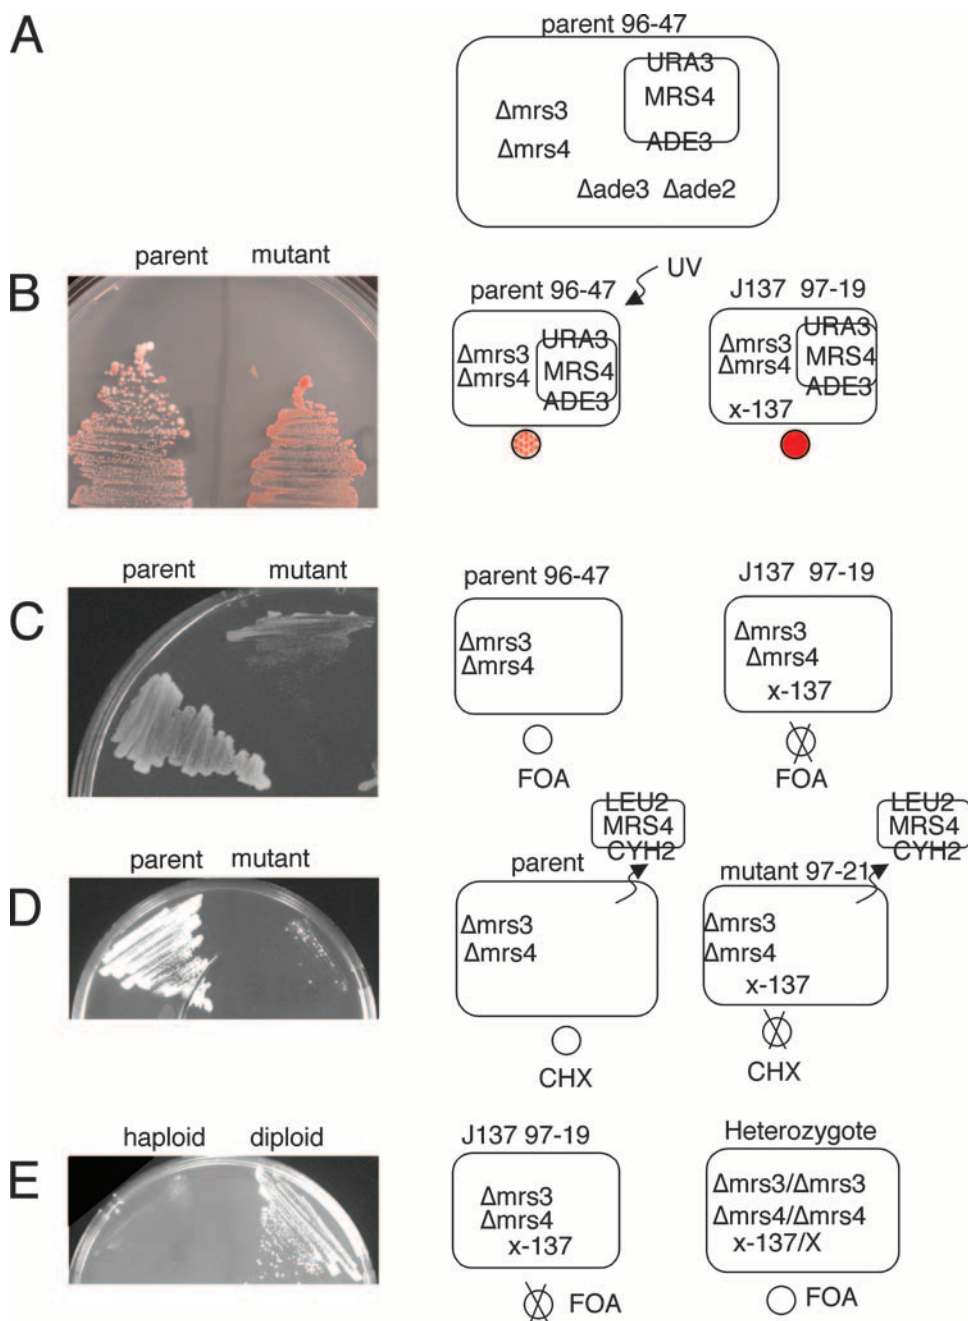 A
parent 96-47
URA3
MRS4
ADE3
Δmrs3
Δmrs4
Δade3 Δade2
B
parent mutant
parent 96-47
UV
J137 97-19
Δmrs3
Δmrs4
URA3
MRS4
ADE3
Δmrs3
Δmrs4
URA3
MRS4
ADE3
x-137
C
parent mutant
parent 96-47
J137 97-19
Δmrs3
Δmrs4
Δmrs3
Δmrs4
x-137
FOA
FOA
D
parent mutant
LEU2
MRS4
CYH2
parent
LEU2
MRS4
CYH2
mutant 97-21
Δmrs3
Δmrs4
Δmrs3
Δmrs4
x-137
CHX
CHX
E
haploid diploid
J137 97-19
Heterozygote
Δmrs3
Δmrs4
x-137
Δmrs3/Δmrs3
Δmrs4/Δmrs4
x-137/X
FOA
FOA